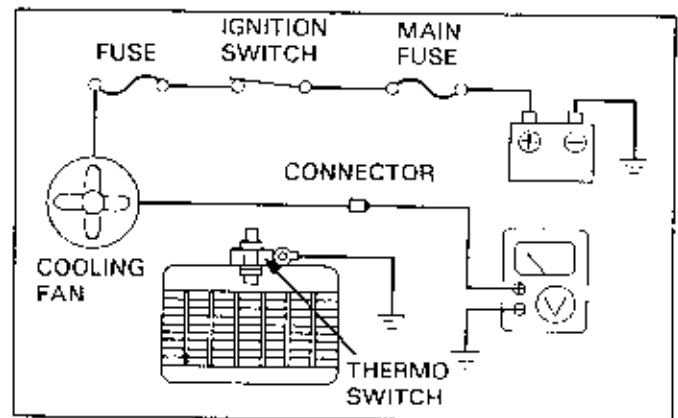 FUSE
IGNITION
SWITCH
MAIN
FUSE
+ −
CONNECTOR
COOLING
FAN
+
−
V
THERMO
SWITCH